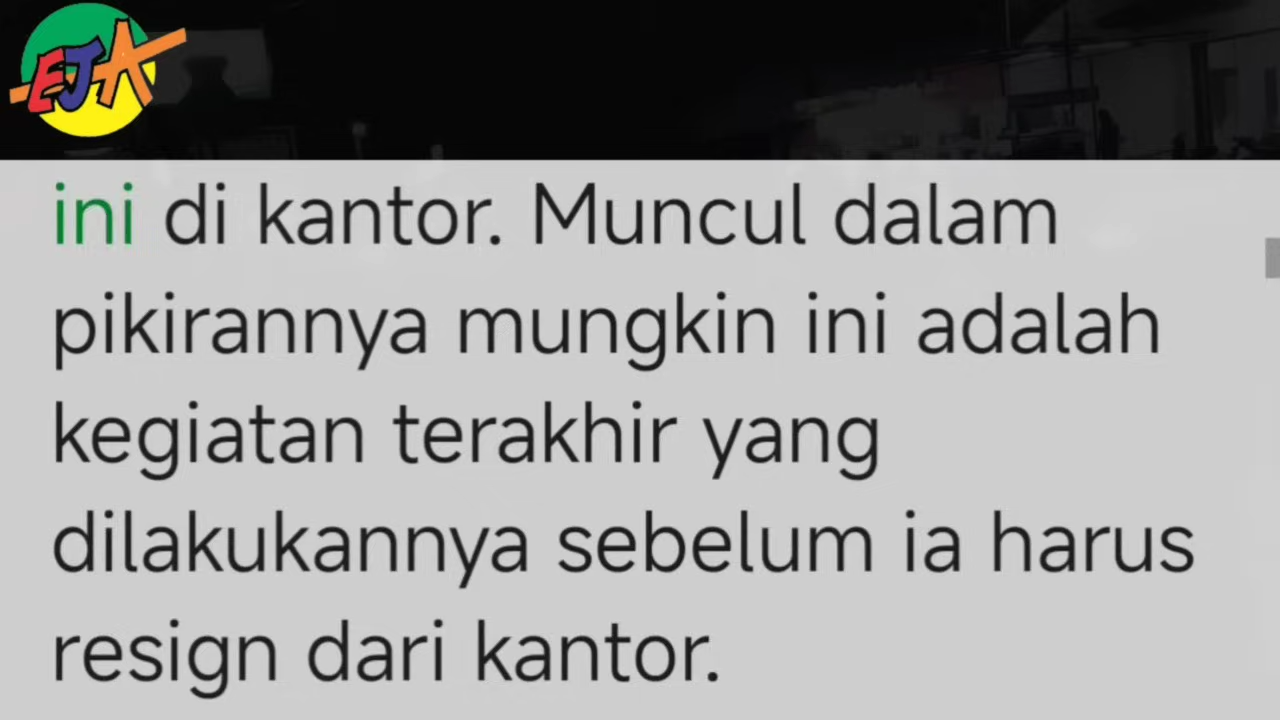 EJA
ini di kantor. Muncul dalam
pikirannya mungkin ini adalah
kegiatan terakhir yang
dilakukannya sebelum ia harus
resign dari kantor.